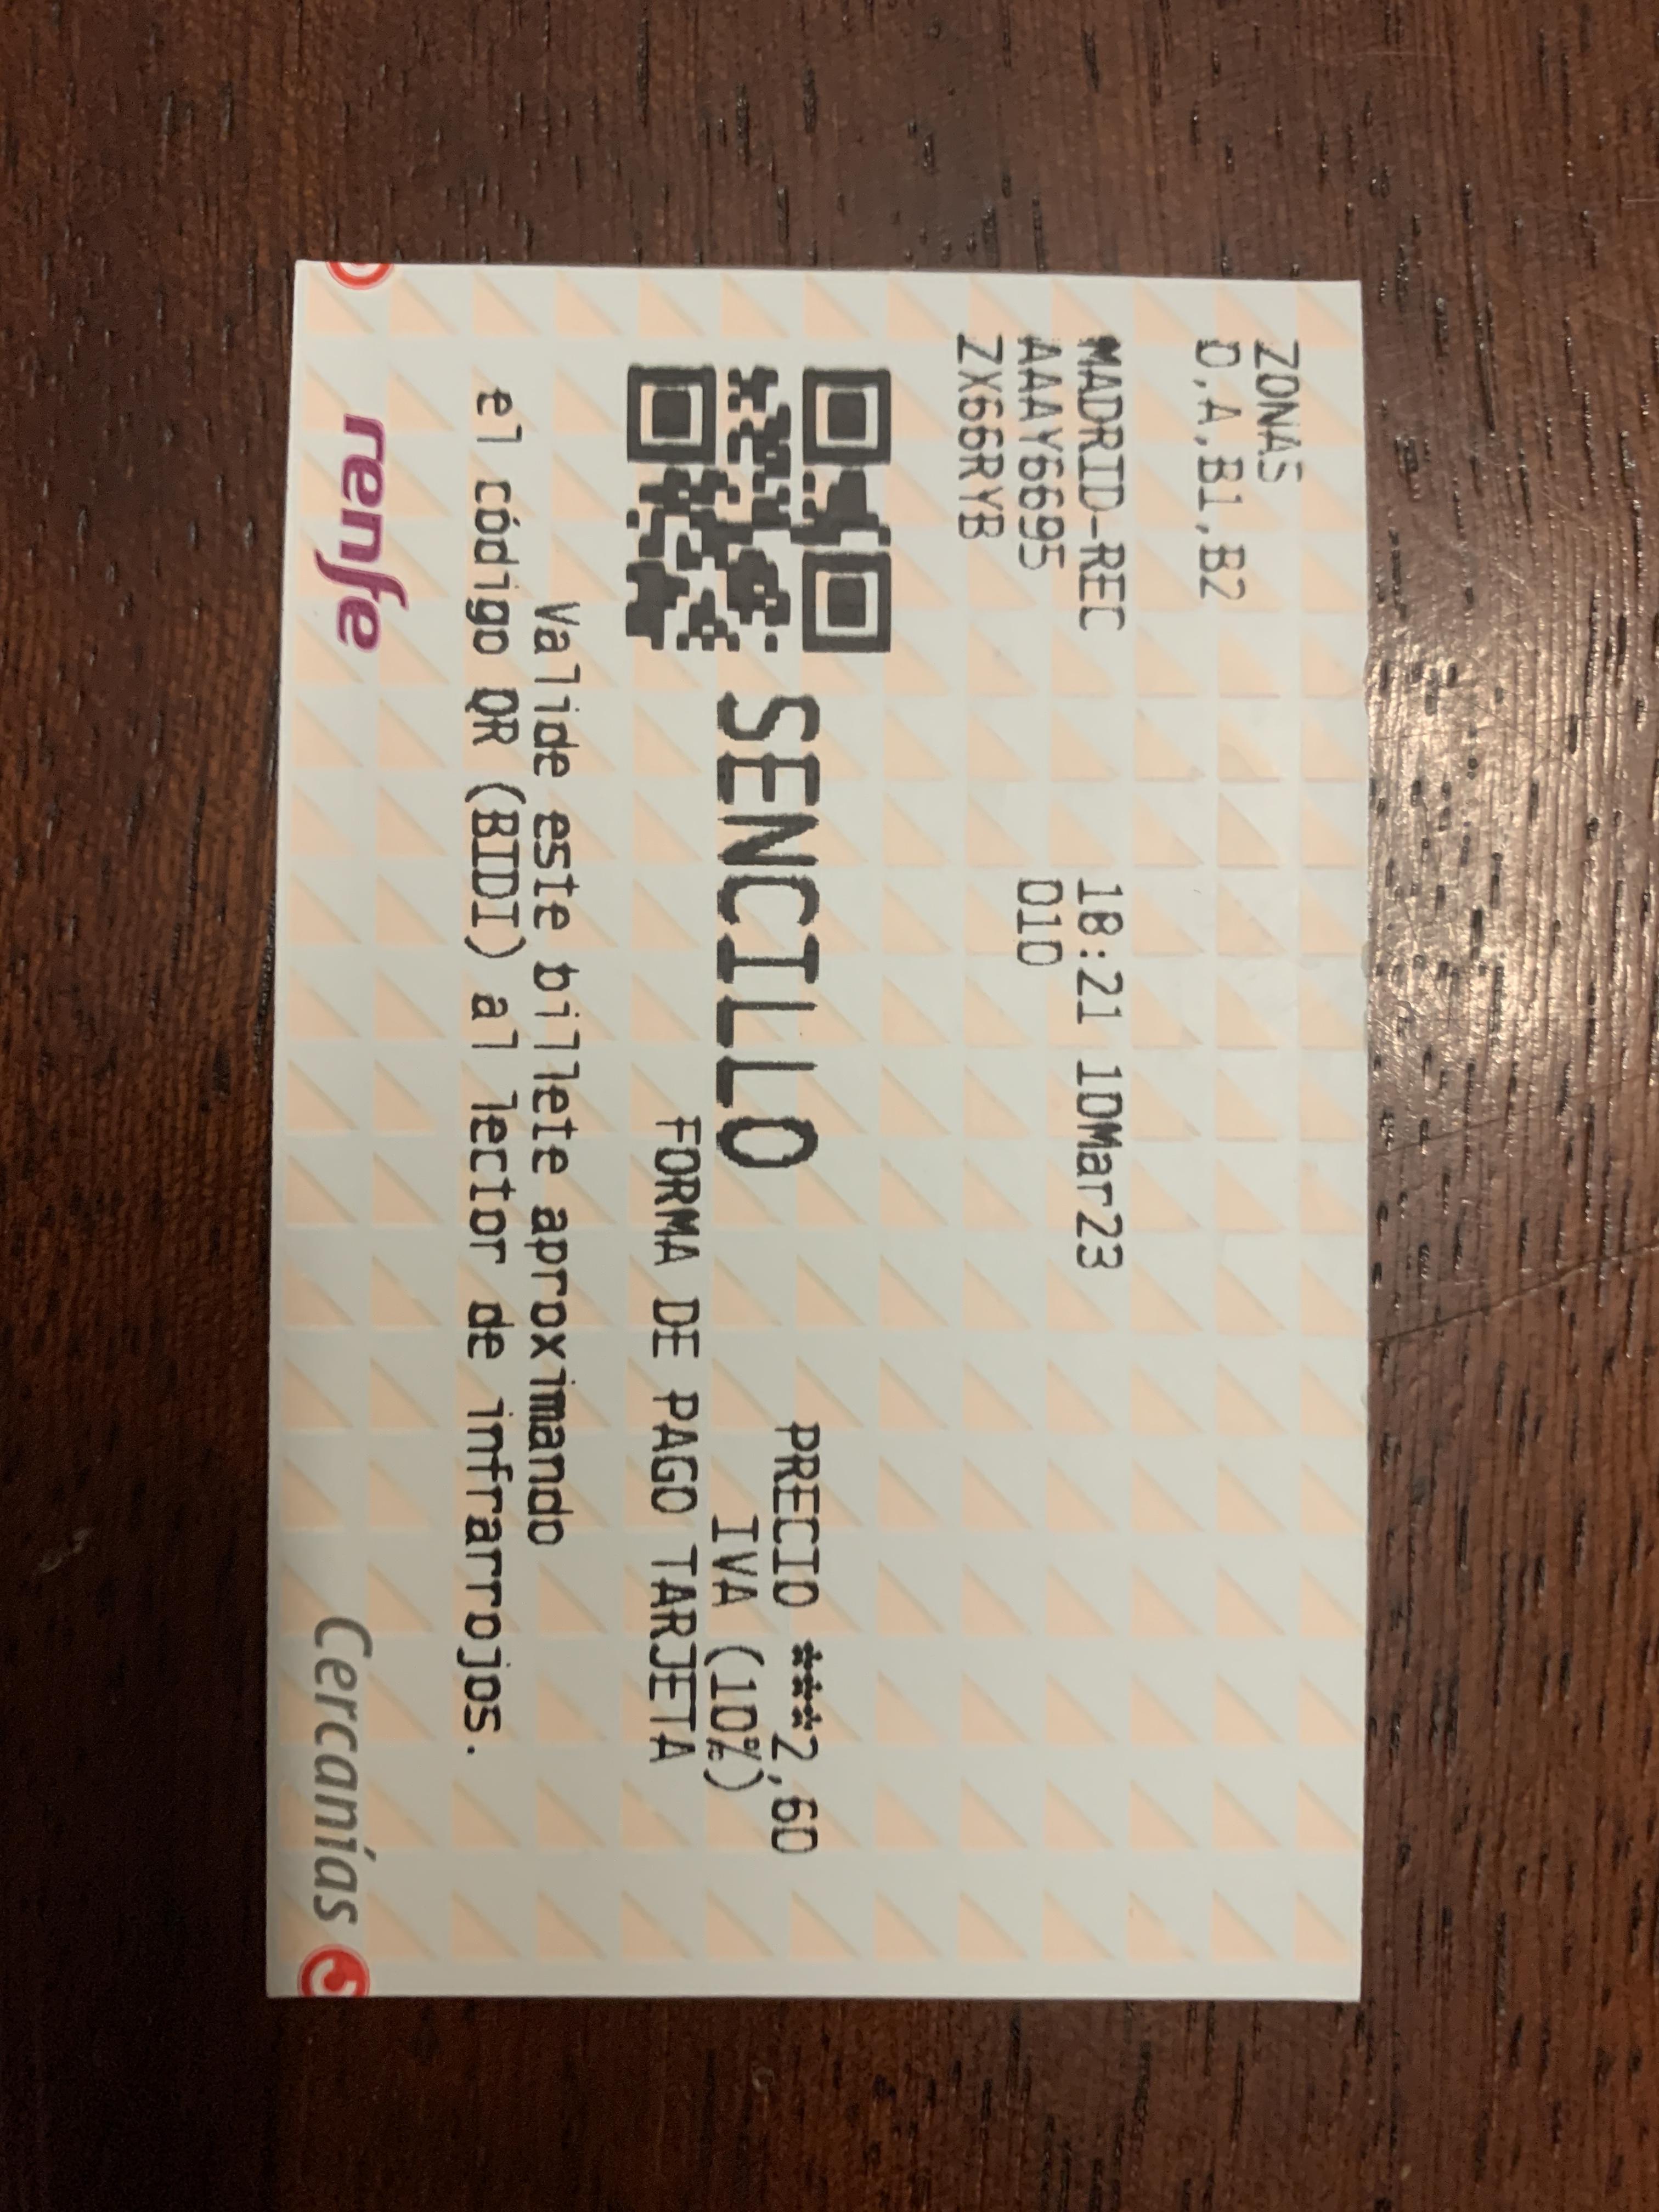 ZONAS
0,A,B1,B2
MADRID-REC 18:21 10Mar23
AAAY6695 010
ZX66RYB
SENCILLO PRECIO ***2,60
IVA (10%)
FORMA DE PAGO TARJETA
Valide este billete aproximando
el código QR (BIDI) al lector de infrarrojos.
renfe Cercanías